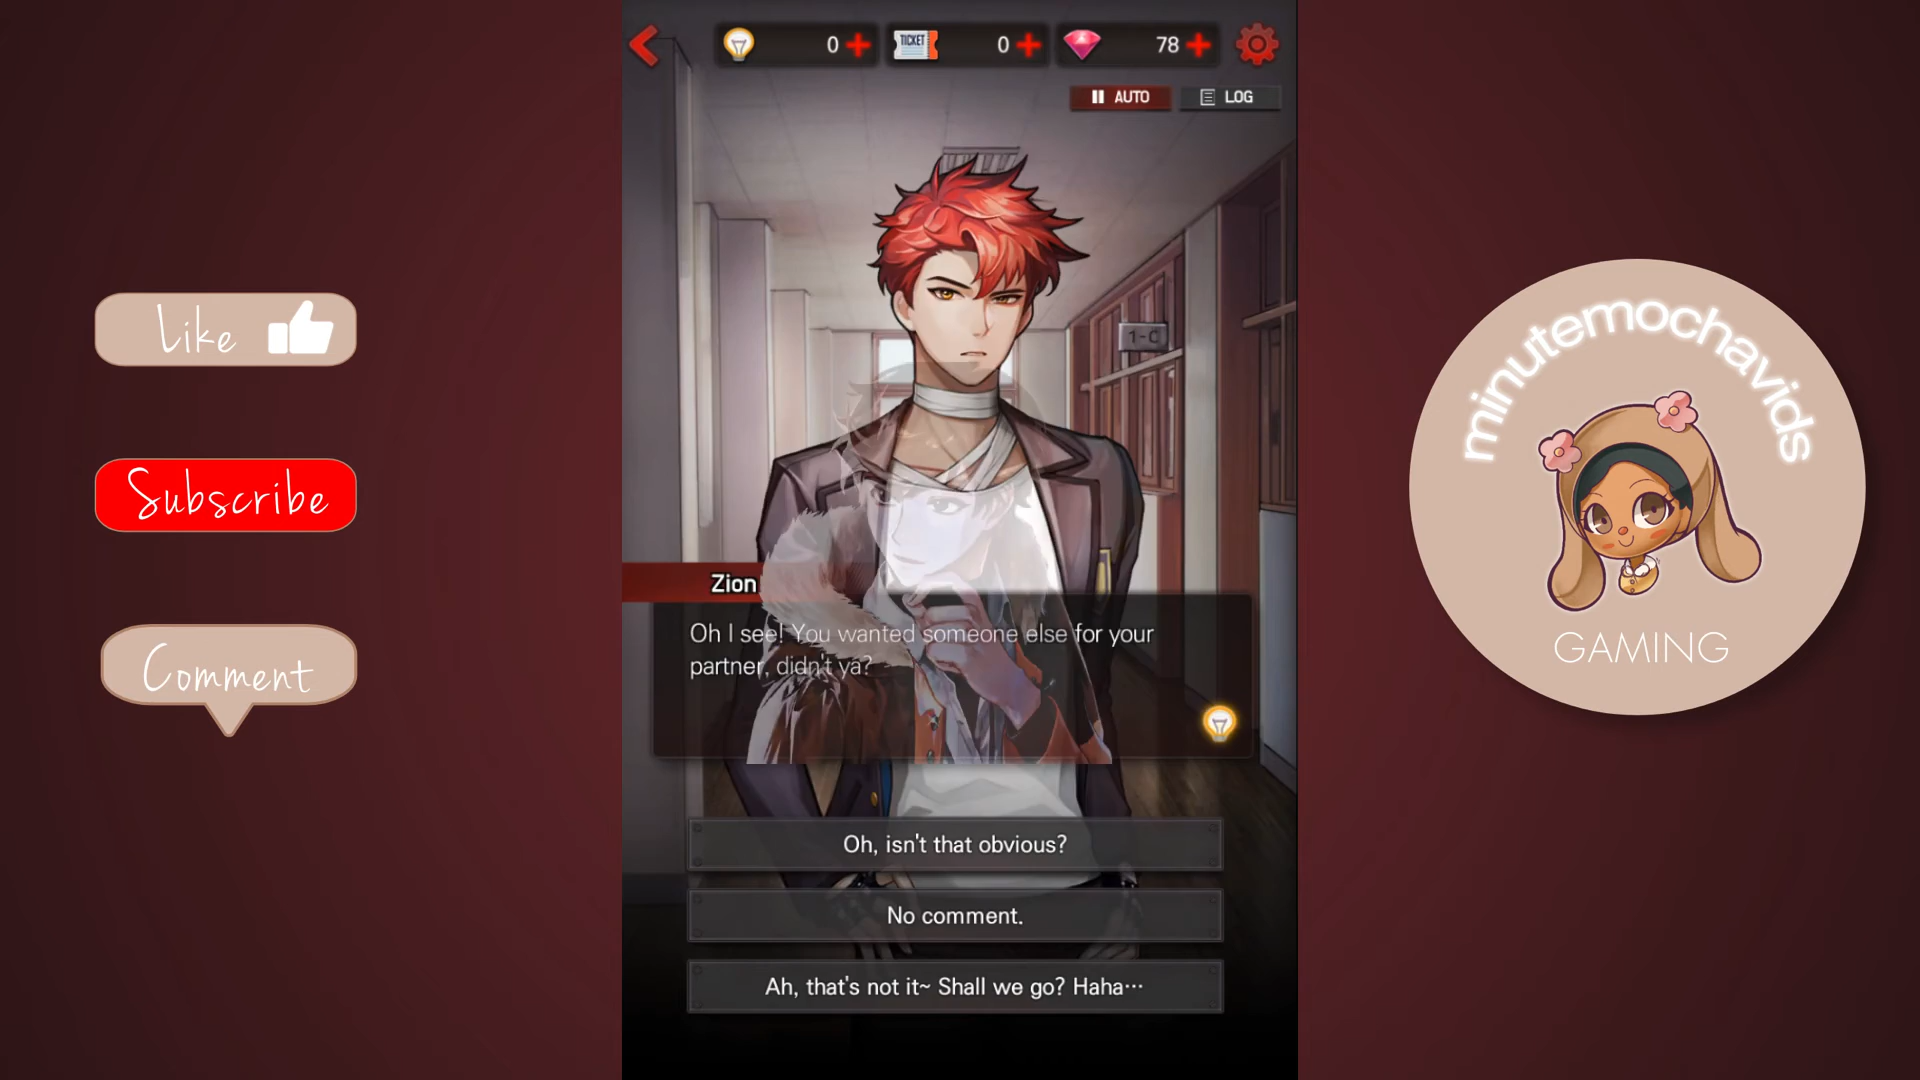 0
TICKET
0
78
AUTO
LOG
1-C
Like
Subscribe
Comment
minutemochavids
GAMING
Zion
Oh I see! You wanted someone else for your
partner, didn't ya?
Oh, isn't that obvious?
No comment.
Ah, that's not it~ Shall we go? Haha···